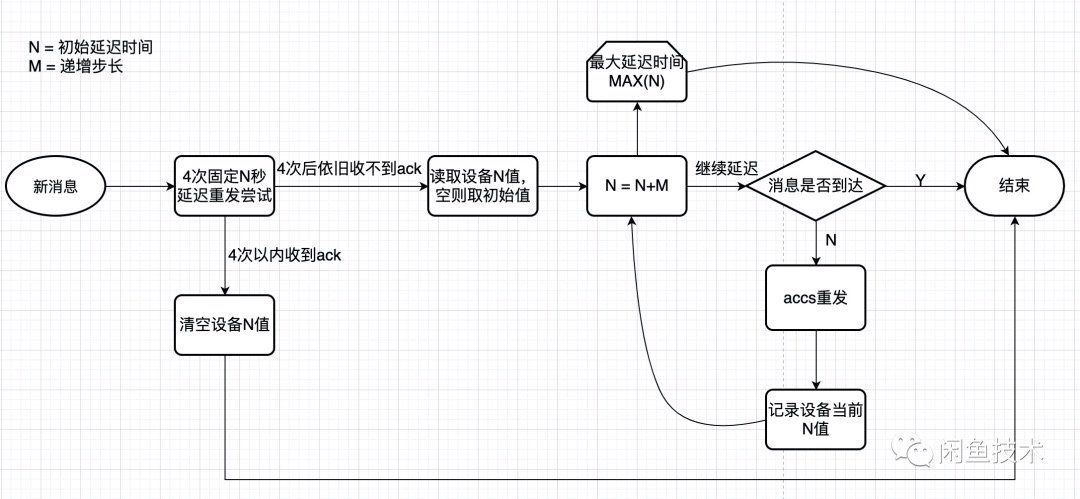 N = 初始延迟时间
M = 递增步长
最大延迟时间
MAX(N)
新消息
4次固定N秒
延迟重发尝试
4次后依旧收不到ack
读取设备N值，
空则取初始值
N = N+M
继续延迟
消息是否到达
Y
结束
N
4次以内收到ack
accs重发
清空设备N值
记录设备当前
N值
闲鱼技术